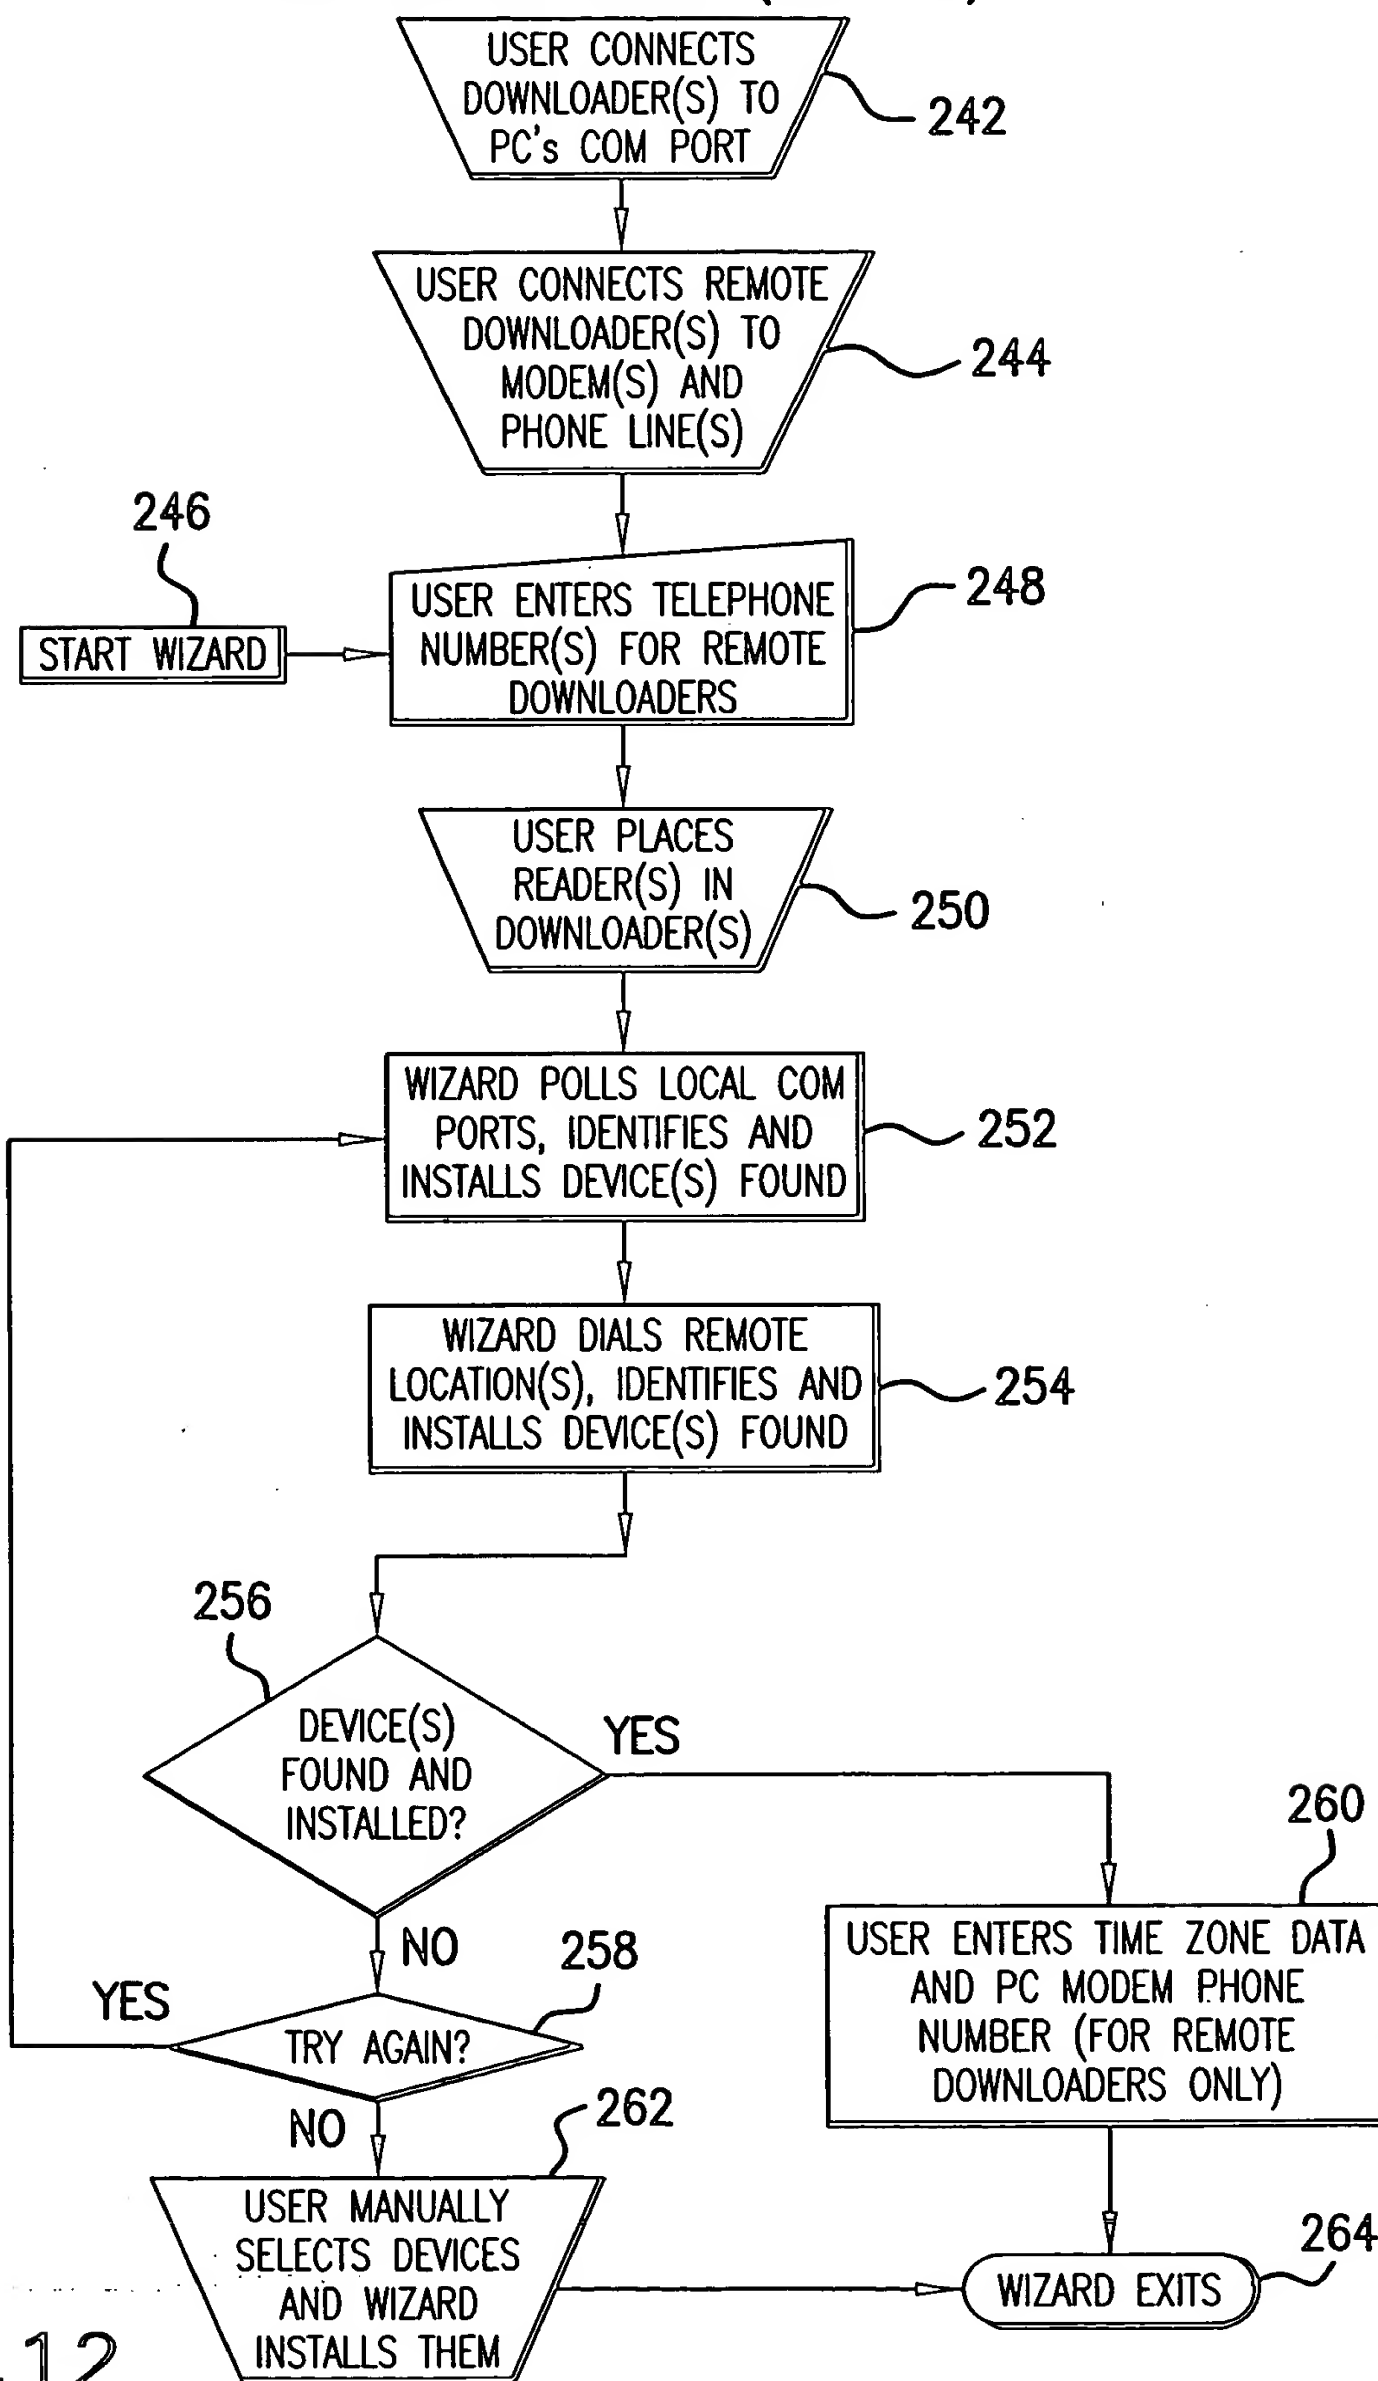 USER CONNECTS
DOWNLOADER(S) TO
PC's COM PORT
242
USER CONNECTS REMOTE
DOWNLOADER(S) TO
MODEM(S) AND
PHONE LINE(S)
244
246
START WIZARD
USER ENTERS TELEPHONE
NUMBER(S) FOR REMOTE
DOWNLOADERS
248
USER PLACES
READER(S) IN
DOWNLOADER(S)
250
WIZARD POLLS LOCAL COM
PORTS, IDENTIFIES AND
INSTALLS DEVICE(S) FOUND
252
WIZARD DIALS REMOTE
LOCATION(S), IDENTIFIES AND
INSTALLS DEVICE(S) FOUND
254
256
DEVICE(S)
FOUND AND
INSTALLED?
YES
NO
258
YES
TRY AGAIN?
NO
260
USER ENTERS TIME ZONE DATA
AND PC MODEM PHONE
NUMBER (FOR REMOTE
DOWNLOADERS ONLY)
262
USER MANUALLY
SELECTS DEVICES
AND WIZARD
INSTALLS THEM
264
WIZARD EXITS
12